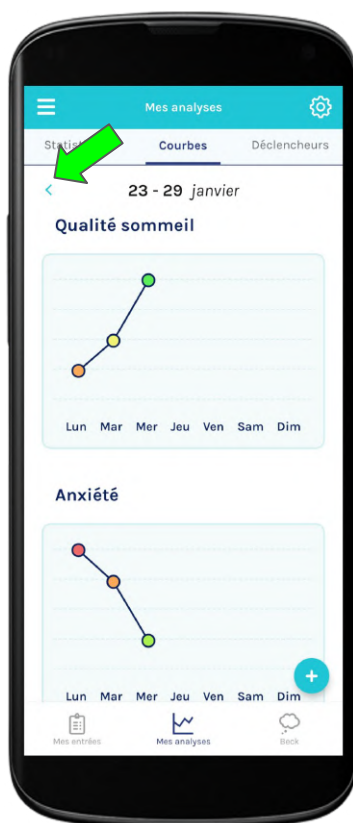 Mes analyses
Courbes Déclencheurs
23 - 29 janvier
Qualité sommeil
Lun Mar Mer Jeu Ven Sam Dim
Anxiété
Lun Mar Mer Jeu Ven Sam Dim
Mes entrées Mes analyses Beck